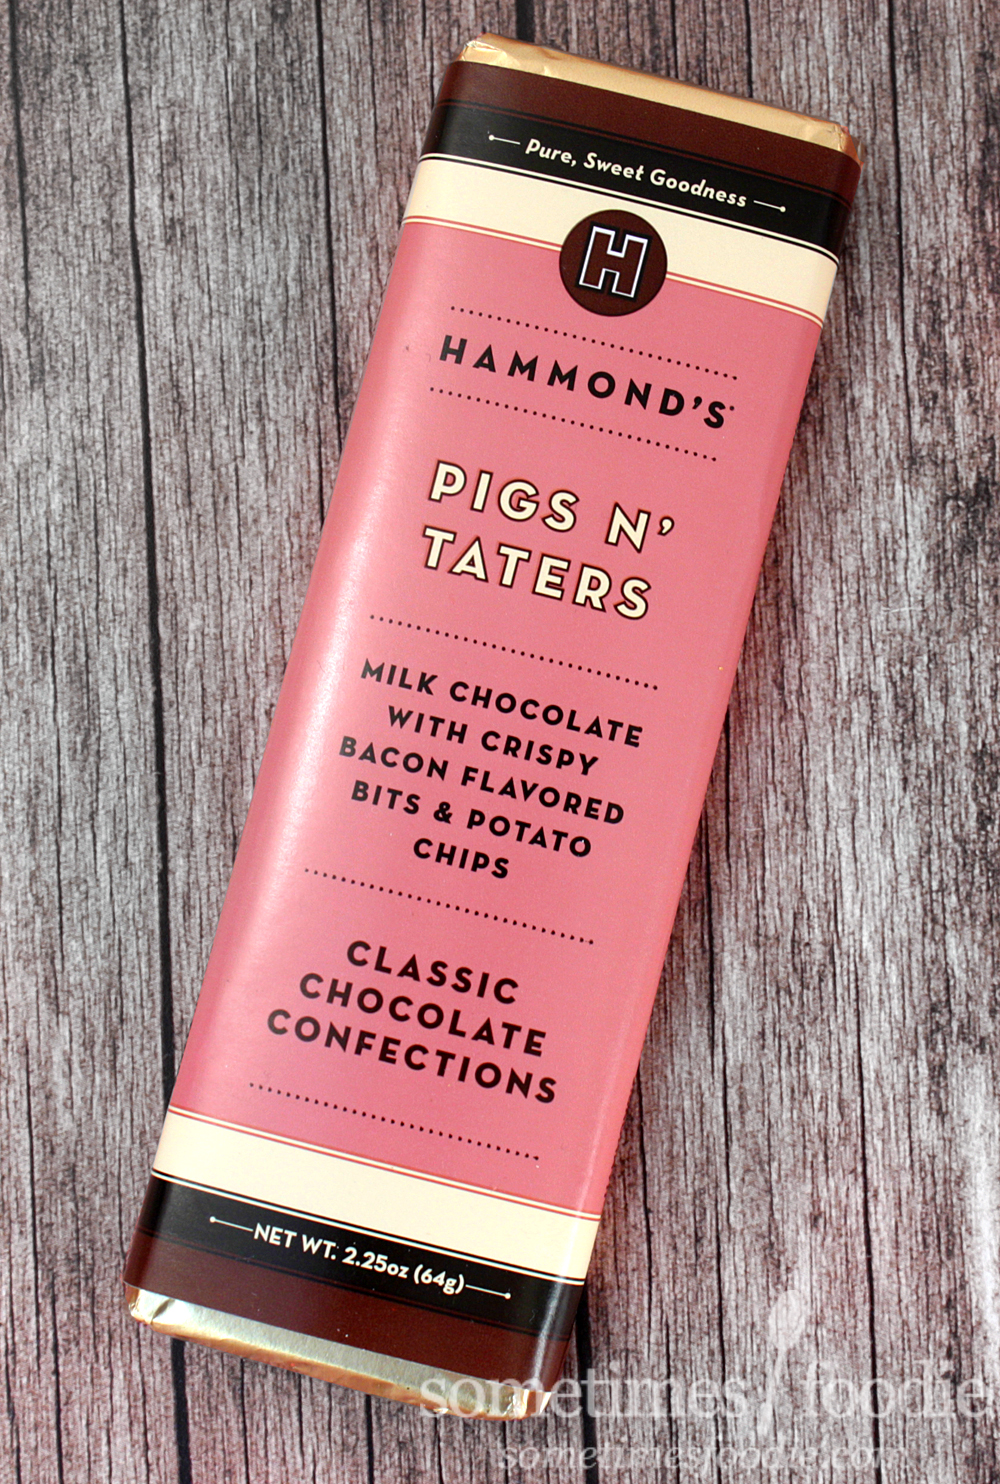 Pure, Sweet Goodness
H
HAMMOND'S
PIGS N'
TATERS
MILK CHOCOLATE
WITH CRISPY
BACON FLAVORED
BITS & POTATO
CHIPS
CLASSIC
CHOCOLATE
CONFECTIONS
NET WT. 2.25oz (64g)
sometimes foodie
sometimesfoodie.com